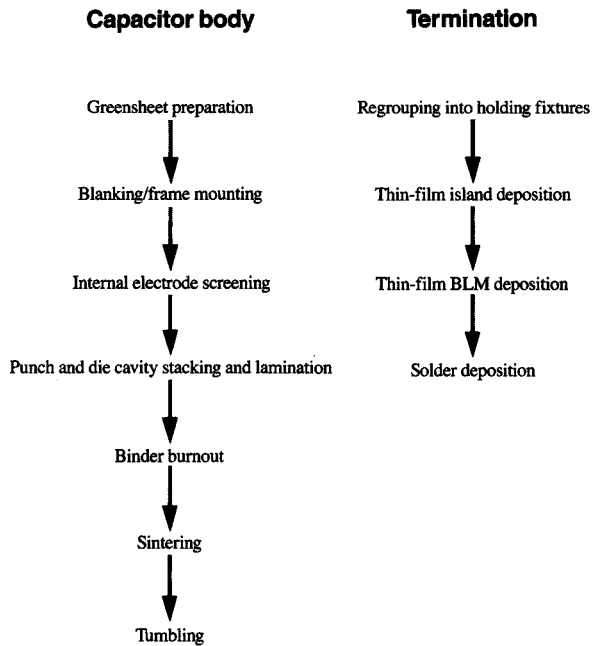 Capacitor body
Greensheet preparation
Blanking/frame mounting
Internal electrode screening
Punch and die cavity stacking and lamination
Binder burnout
Sintering
Tumbling
Termination
Regrouping into holding fixtures
Thin-film island deposition
Thin-film BLM deposition
Solder deposition